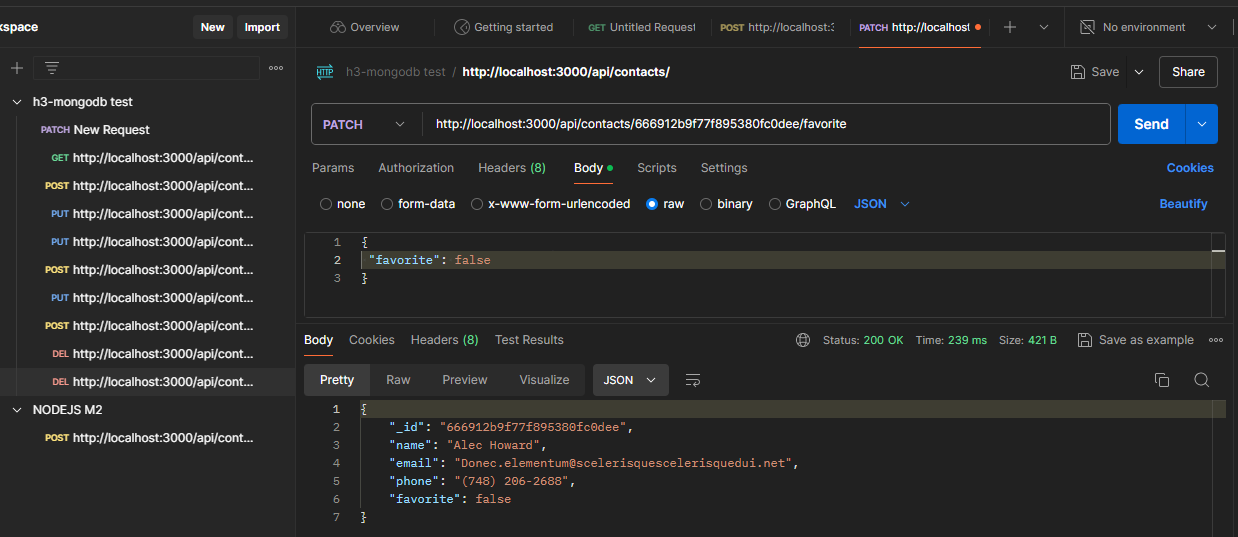 kspace
New
Import
Overview
Getting started
GET Untitled Request
POST http://localhost:3
PATCH http://localhost
No environment
h3-mongodb test / http://localhost:3000/api/contacts/
Save
Share
h3-mongodb test
PATCH New Request
GET http://localhost:3000/api/cont...
POST http://localhost:3000/api/cont...
PUT http://localhost:3000/api/cont...
PUT http://localhost:3000/api/cont...
POST http://localhost:3000/api/cont...
PUT http://localhost:3000/api/cont...
POST http://localhost:3000/api/cont...
DEL http://localhost:3000/api/cont...
DEL http://localhost:3000/api/cont...
NODEJS M2
POST http://localhost:3000/api/cont...
PATCH
http://localhost:3000/api/contacts/666912b9f77f895380fc0dee/favorite
Send
Params
Authorization
Headers (8)
Body
Scripts
Settings
Cookies
none
form-data
x-www-form-urlencoded
raw
binary
GraphQL
JSON
Beautify
1 {
2 "favorite": false
3 }
Body
Cookies
Headers (8)
Test Results
Status: 200 OK
Time: 239 ms
Size: 421 B
Save as example
Pretty
Raw
Preview
Visualize
JSON
1 {
2 "_id": "666912b9f77f895380fc0dee",
3 "name": "Alec Howard",
4 "email": "Donec.elementum@scelerisquescelerisquedui.net",
5 "phone": "(748) 206-2688",
6 "favorite": false
7 }